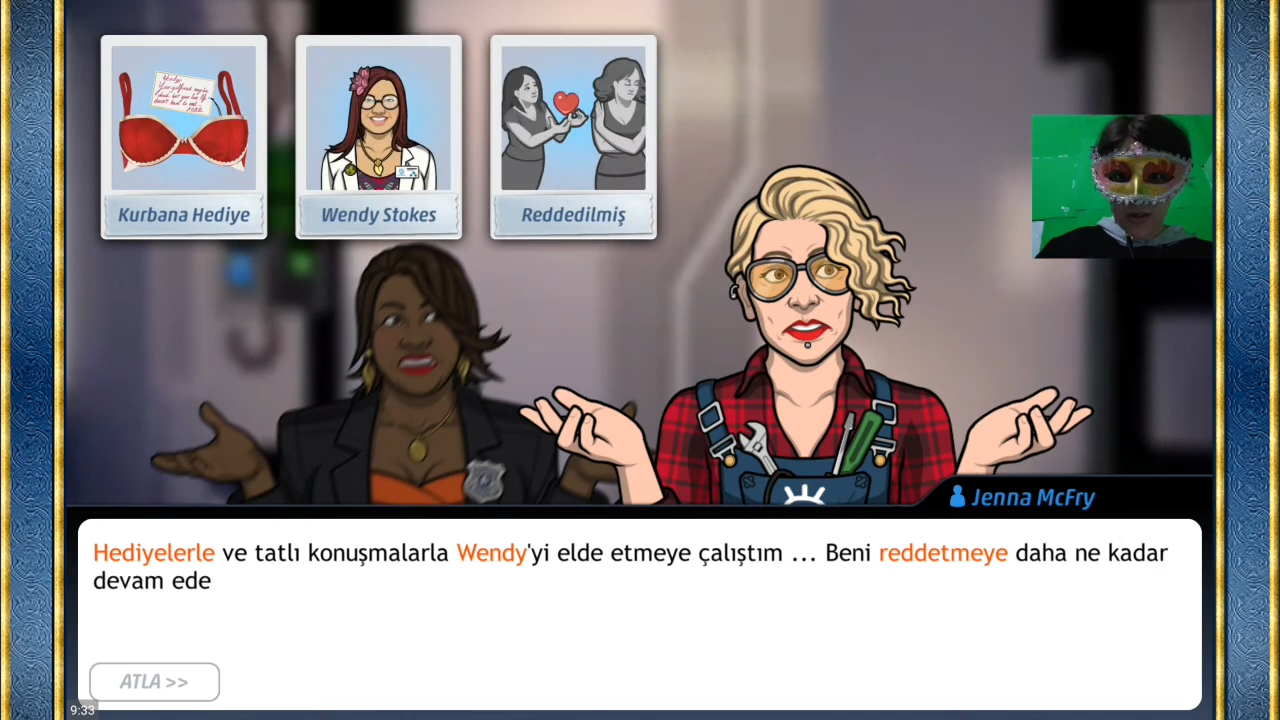 Kurbana Hediye
Wendy Stokes
Reddedilmiş
Jenna McFry
Hediyelerle ve tatlı konuşmalarla Wendy'yi elde etmeye çalıştım ... Beni reddetmeye daha ne kadar
devam ede
ATLA >>
9:33